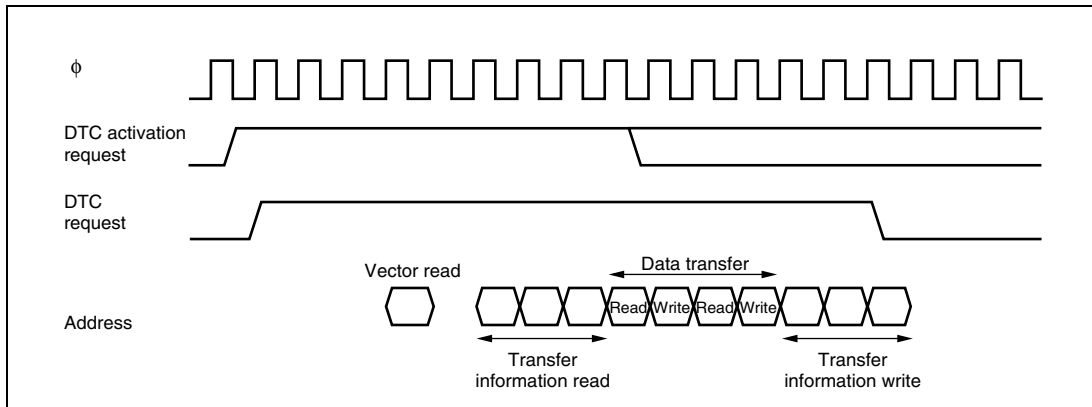 ϕ
DTC activation
request
DTC
request
Vector read
Data transfer
Read Write Read Write
Address
Transfer
information read
Transfer
information write